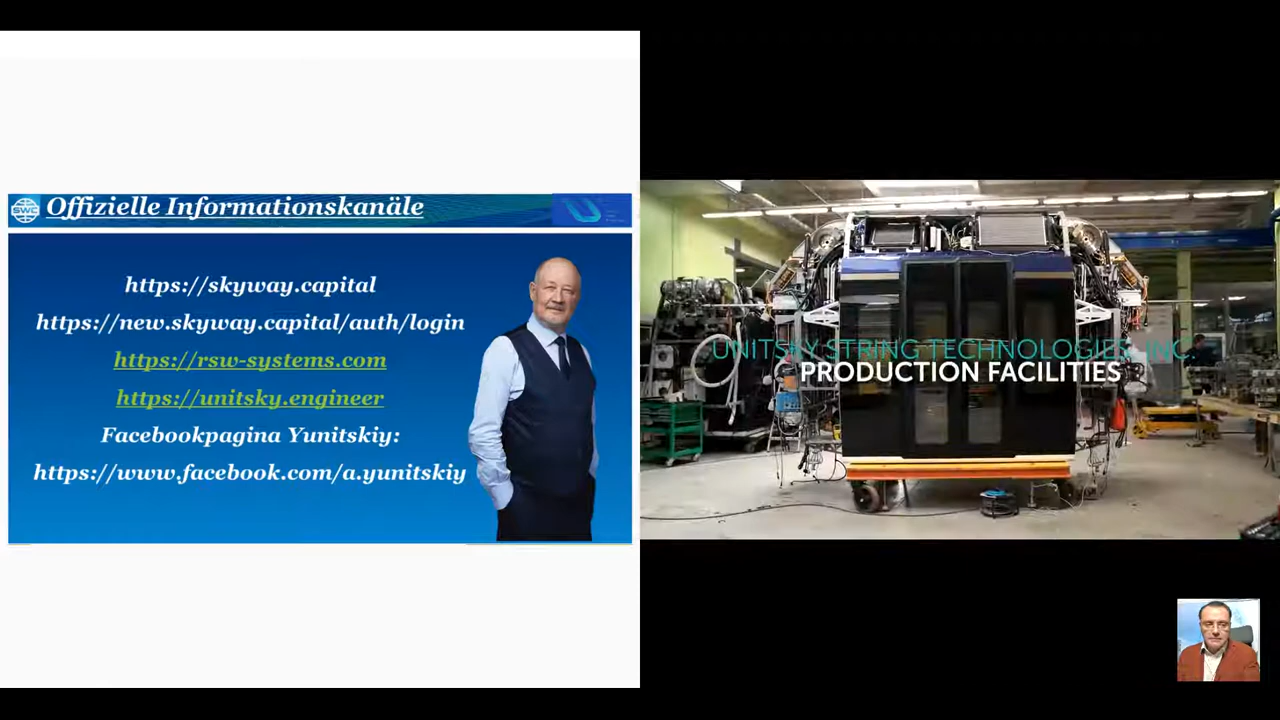 SWC
Offizielle Informationskanäle
https://skyway.capital
https://new.skyway.capital/auth/login
https://rsw-systems.com
https://unitsky.engineer
Facebookpagina Yunitskiy:
https://www.facebook.com/a.yunitskiy
UNITSKY STRING TECHNOLOGIES, INC.
PRODUCTION FACILITIES